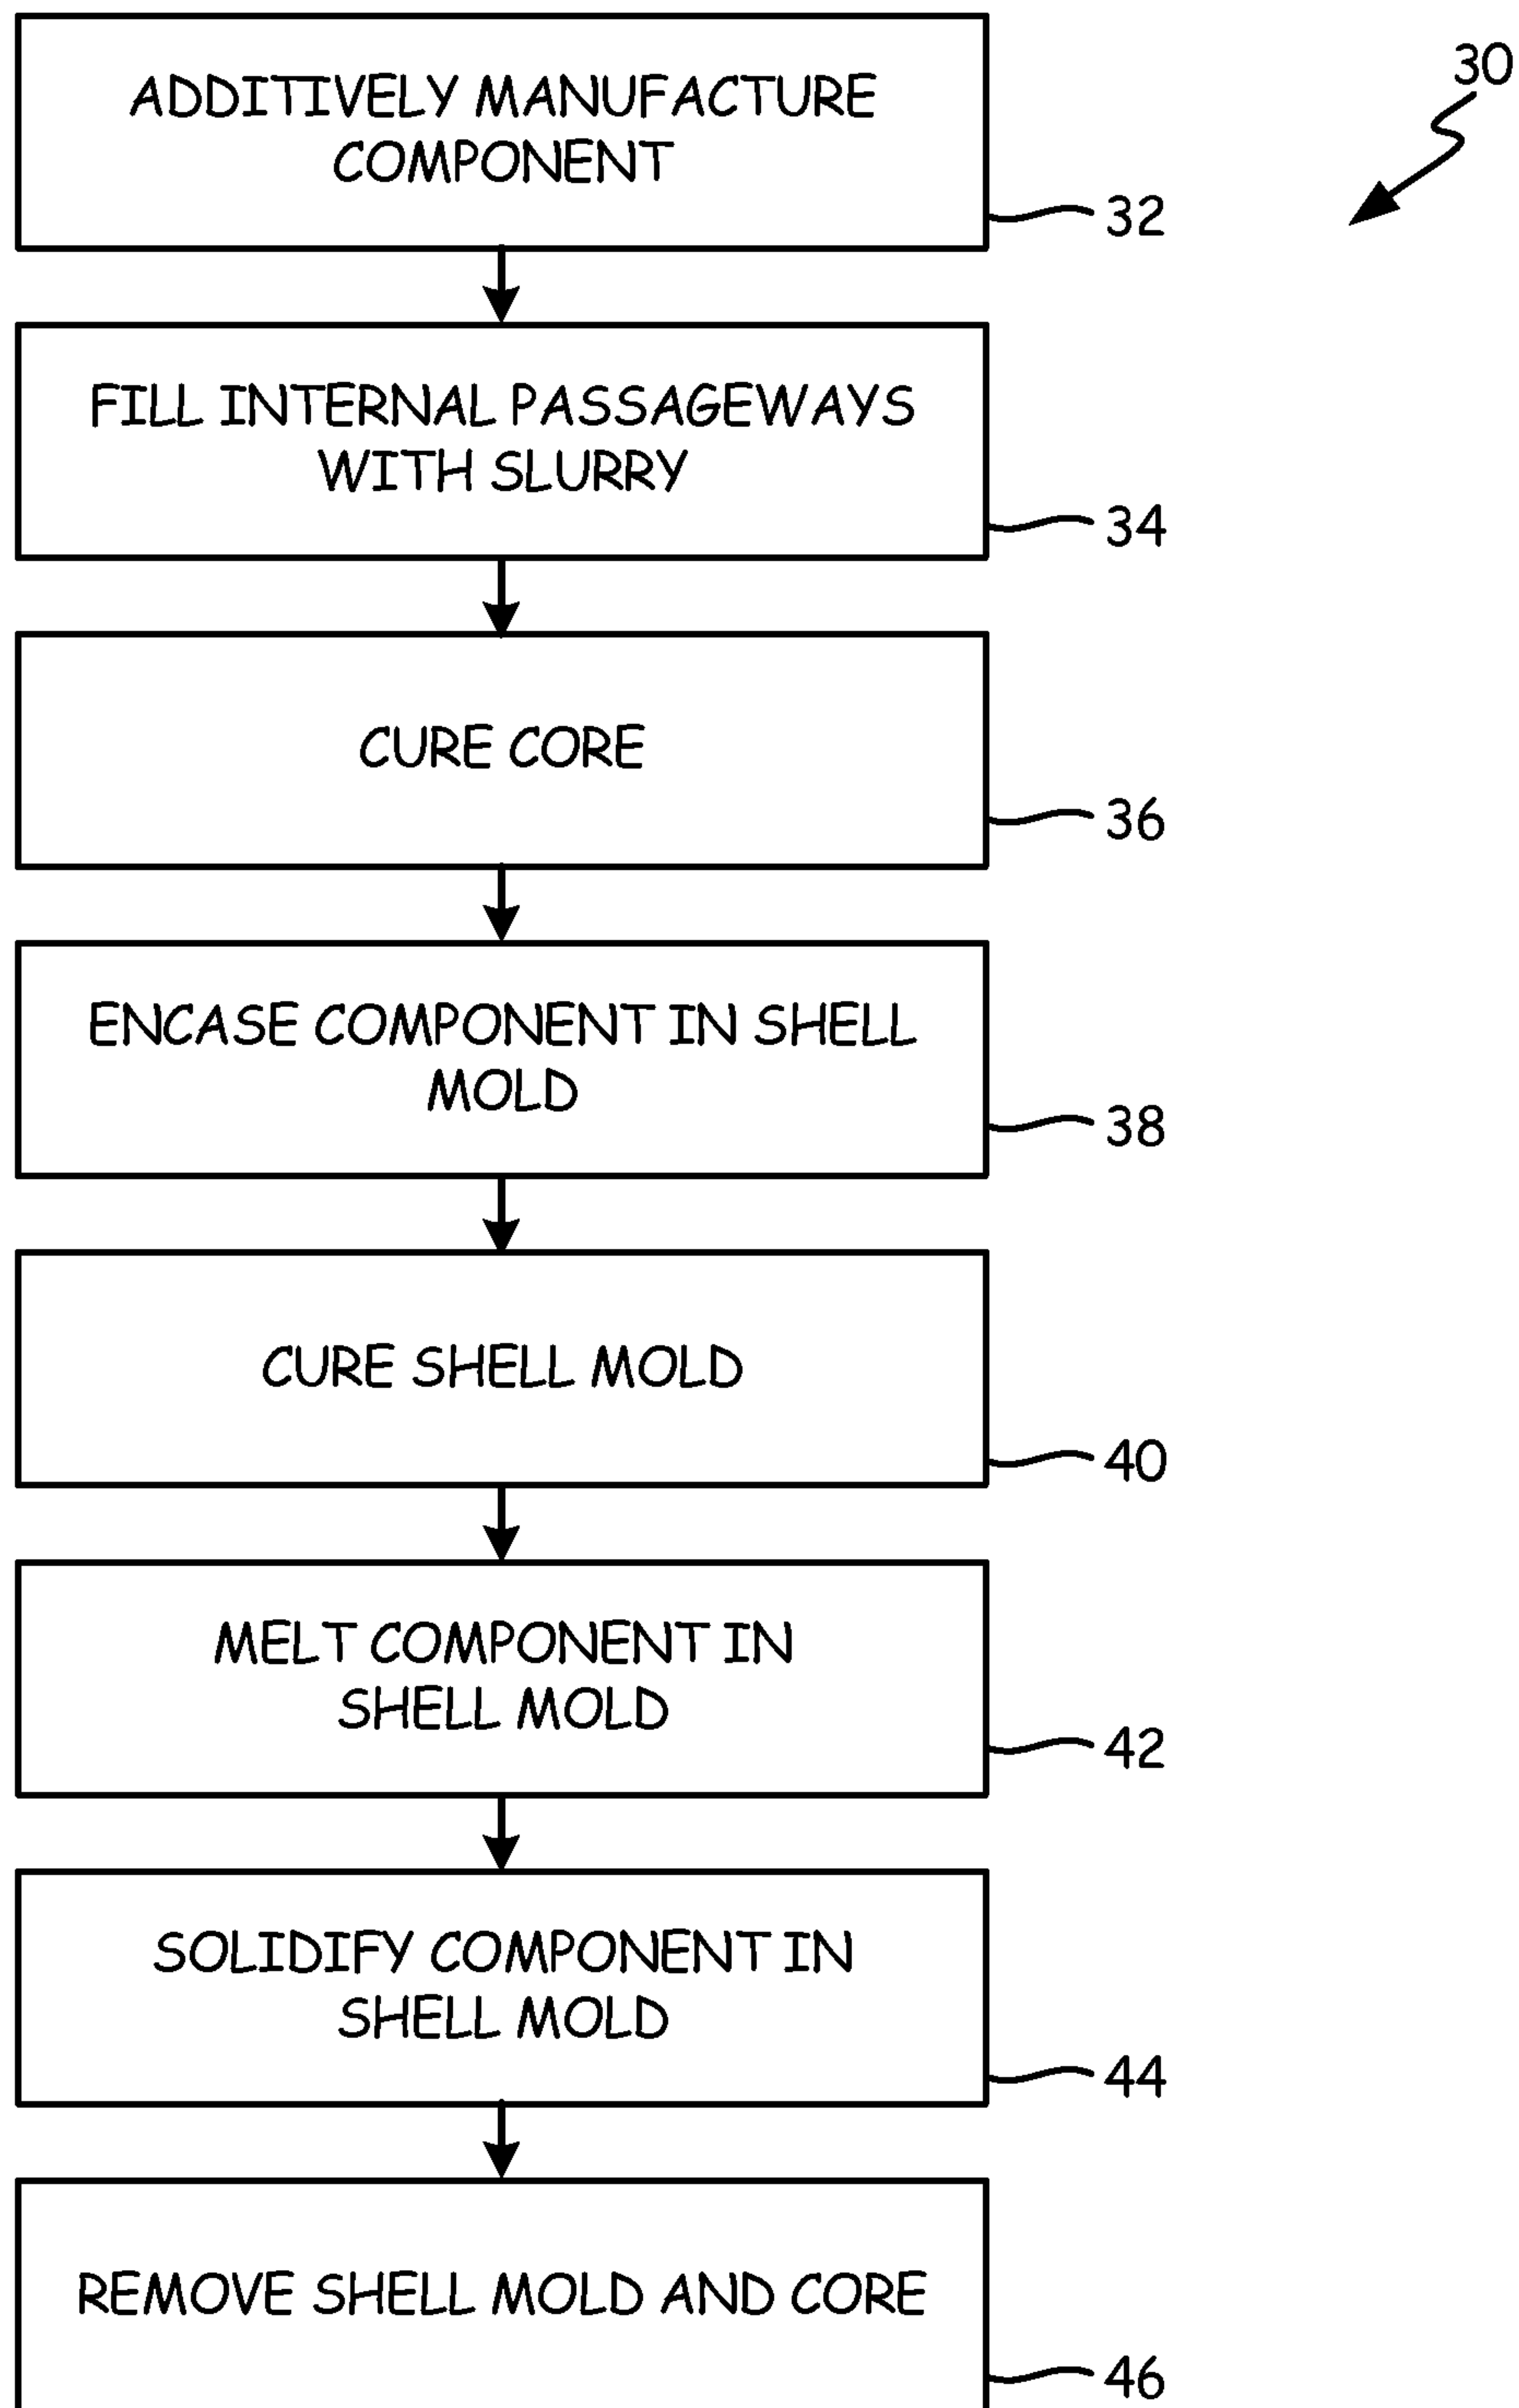 30
ADDITIVELY MANUFACTURE
COMPONENT
32
FILL INTERNAL PASSAGEWAYS
WITH SLURRY
34
CURE CORE
36
ENCASE COMPONENT IN SHELL
MOLD
38
CURE SHELL MOLD
40
MELT COMPONENT IN
SHELL MOLD
42
SOLIDIFY COMPONENT IN
SHELL MOLD
44
REMOVE SHELL MOLD AND CORE
46